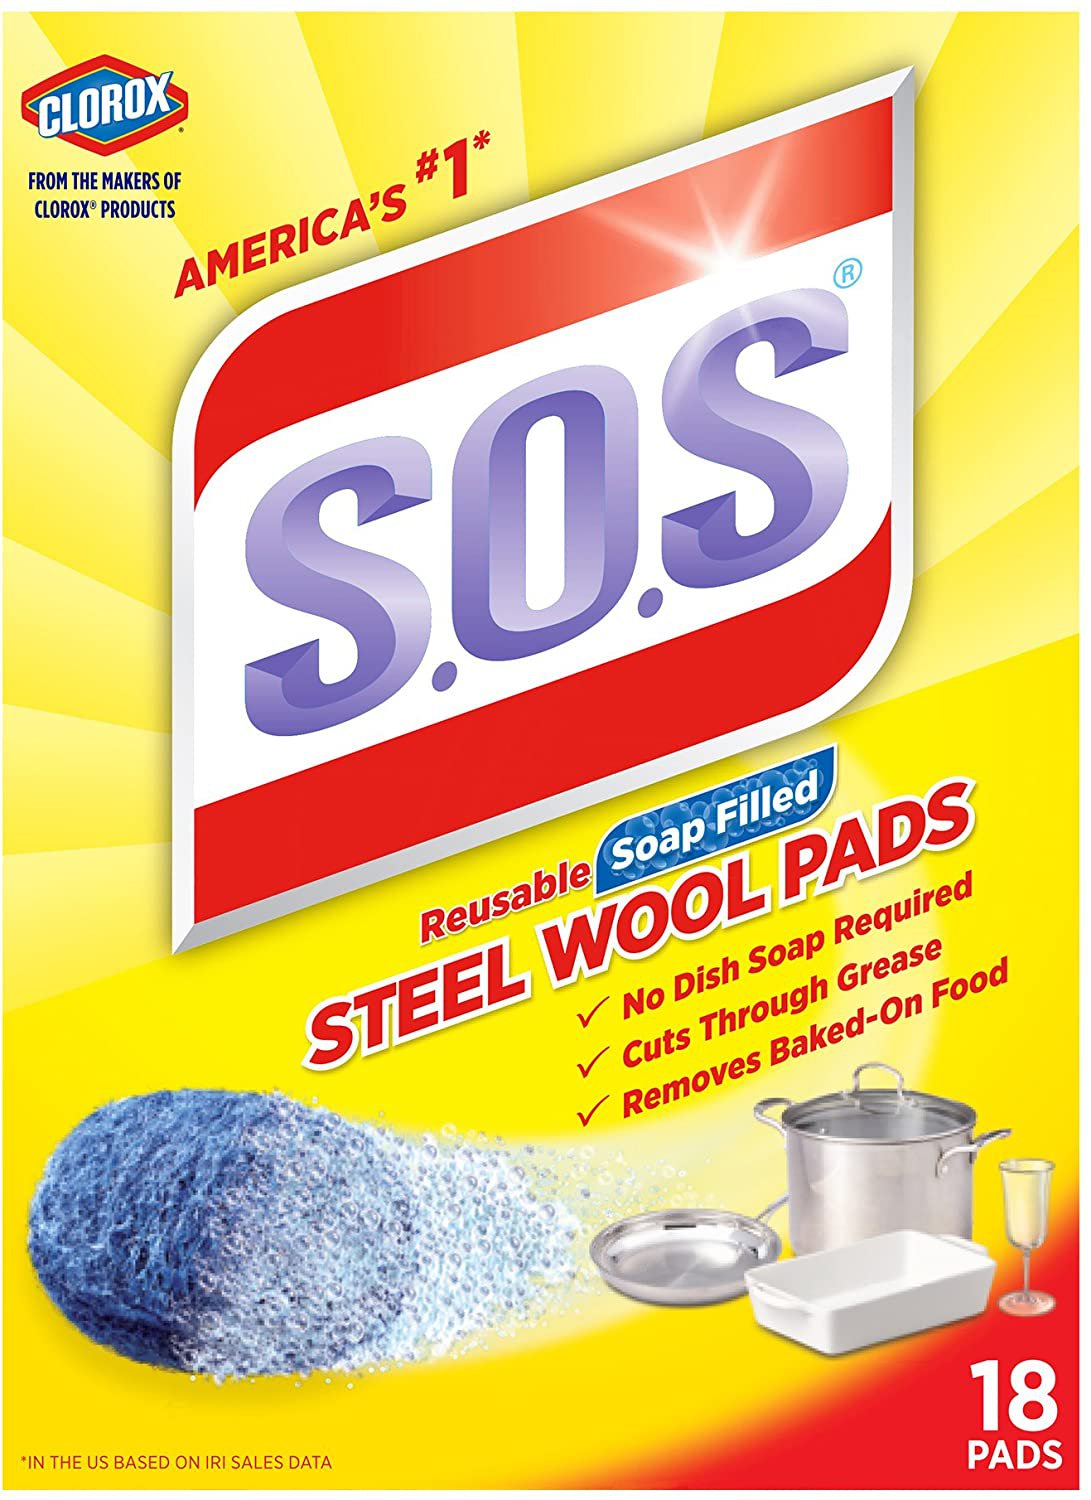 CLOROX®
FROM THE MAKERS OF
CLOROX® PRODUCTS
AMERICA'S #1*
S.O.S®
Reusable Soap Filled
STEEL WOOL PADS
✓ No Dish Soap Required
✓ Cuts Through Grease
✓ Removes Baked-On Food
18
PADS
*IN THE US BASED ON IRI SALES DATA